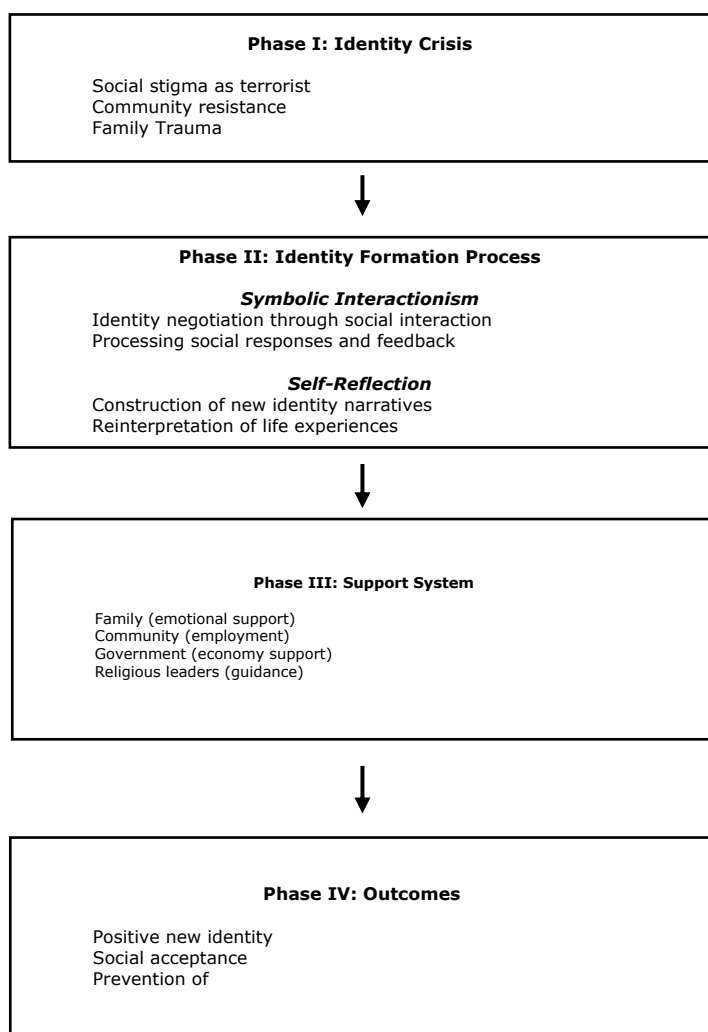 Phase I: Identity Crisis
Social stigma as terrorist
Community resistance
Family Trauma
Phase II: Identity Formation Process
Symbolic Interactionism
Identity negotiation through social interaction
Processing social responses and feedback
Self-Reflection
Construction of new identity narratives
Reinterpretation of life experiences
Phase III: Support System
Family (emotional support)
Community (employment)
Government (economy support)
Religious leaders (guidance)
Phase IV: Outcomes
Positive new identity
Social acceptance
Prevention of